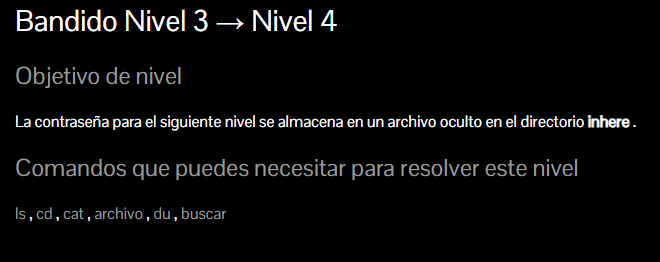 Bandido Nivel 3 → Nivel 4
Objetivo de nivel
La contraseña para el siguiente nivel se almacena en un archivo oculto en el directorio inhere .
Comandos que puedes necesitar para resolver este nivel
ls , cd , cat , archivo , du , buscar